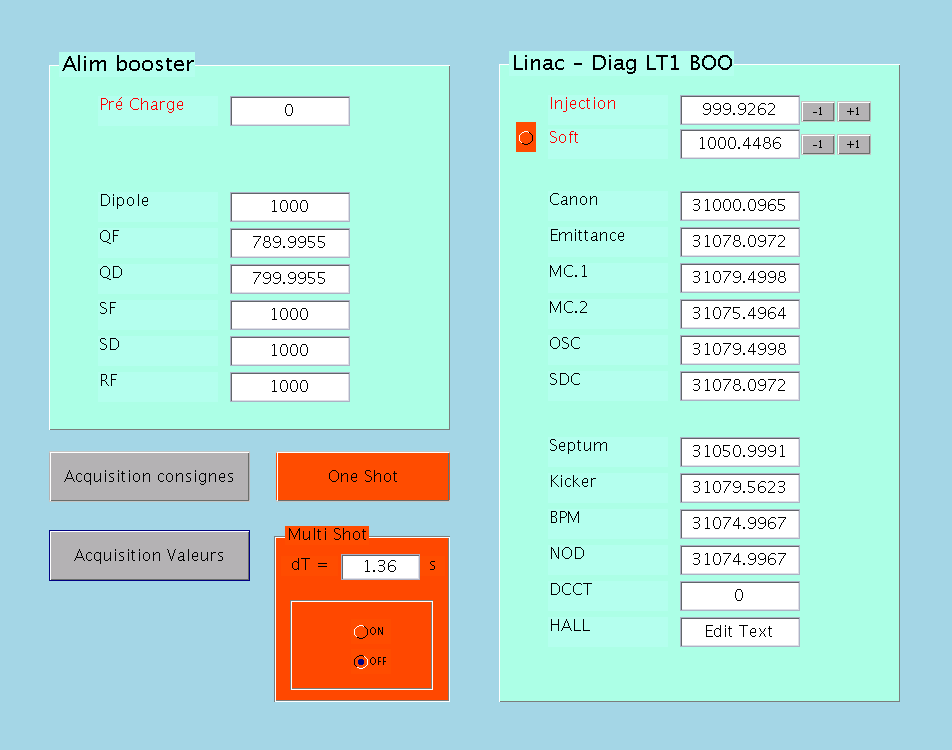 Alim booster
Pré Charge 0
Dipole 1000
QF 789.9955
QD 799.9955
SF 1000
SD 1000
RF 1000
Acquisition consignes
One Shot
Acquisition Valeurs
Multi Shot
dT = 1.36 s
ON
OFF
Linac - Diag LT1 BOO
Injection 999.9262 -1 +1
Soft 1000.4486 -1 +1
Canon 31000.0965
Emittance 31078.0972
MC.1 31079.4998
MC.2 31075.4964
OSC 31079.4998
SDC 31078.0972
Septum 31050.9991
Kicker 31079.5623
BPM 31074.9967
NOD 31074.9967
DCCT 0
HALL Edit Text